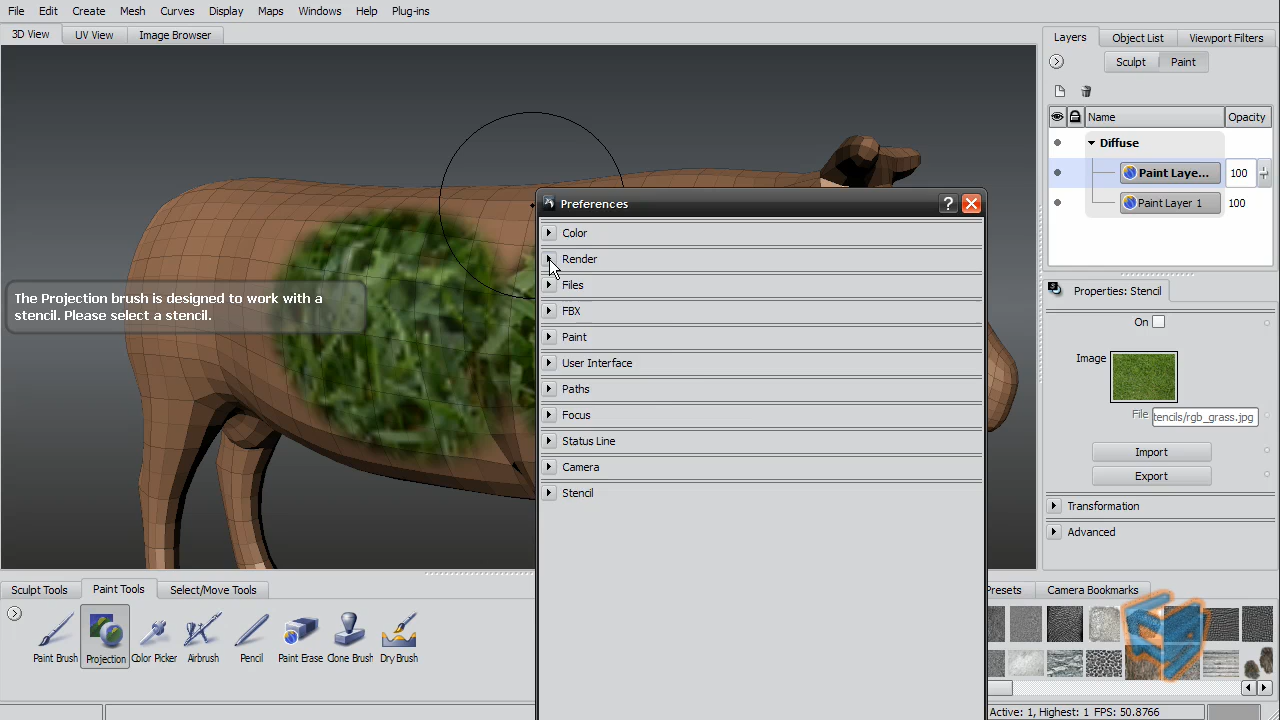 File Edit Create Mesh Curves Display Maps Windows Help Plug-ins
3D View UV View Image Browser
Layers Object List Viewport Filters
Sculpt Paint
Name Opacity
Diffuse
Paint Laye... 100
Paint Layer 1 100
The Projection brush is designed to work with a
stencil. Please select a stencil.
Preferences ?
Color
Render
Files
FBX
Paint
User Interface
Paths
Focus
Status Line
Camera
Stencil
Properties: Stencil
On
Image
File tencils/rgb_grass.jpg
Import
Export
Transformation
Advanced
Sculpt Tools Paint Tools Select/Move Tools
Presets Camera Bookmarks
Paint Brush Projection Color Picker Airbrush Pencil Paint Erase Clone Brush Dry Brush
Active: 1, Highest: 1 FPS: 50.8766